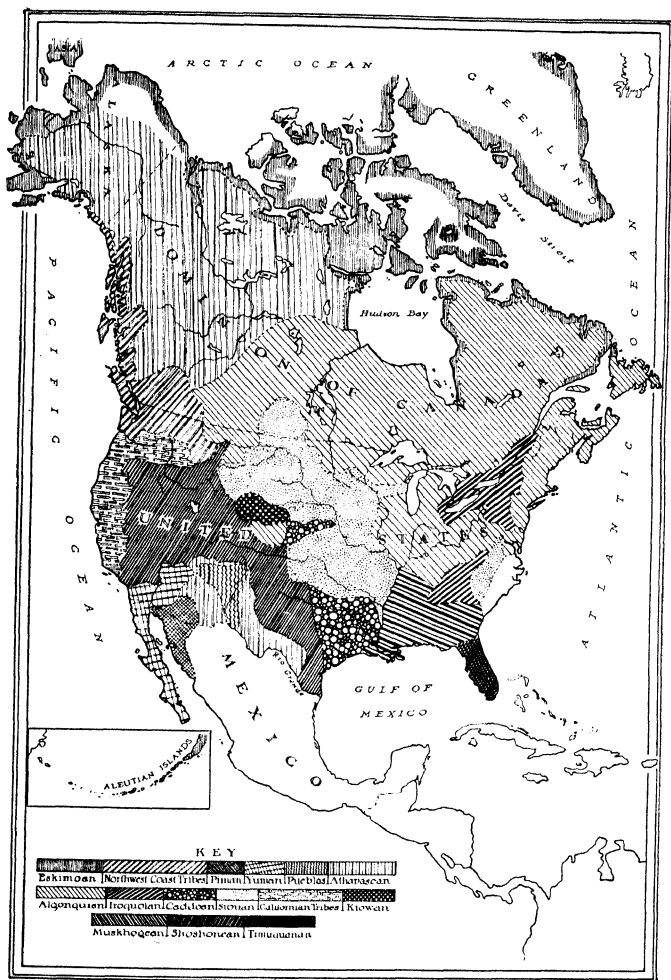 ASIA
ARCTIC OCEAN
GREENLAND
ALASKA
Davis Strait
DOMINION OF CANADA
Hudson Bay
PACIFIC OCEAN
ATLANTIC OCEAN
UNITED STATES
MEXICO
Rio Grande
GULF OF
MEXICO
ALEUTIAN ISLANDS
KEY
Eskimoan Northwest Coast Tribes Piman Yuman Pueblos Athapascan
Algonquian Iroquoian Caddoan Siouan Californian Tribes Kiowan
Muskhogean Shoshonean Timuquanan